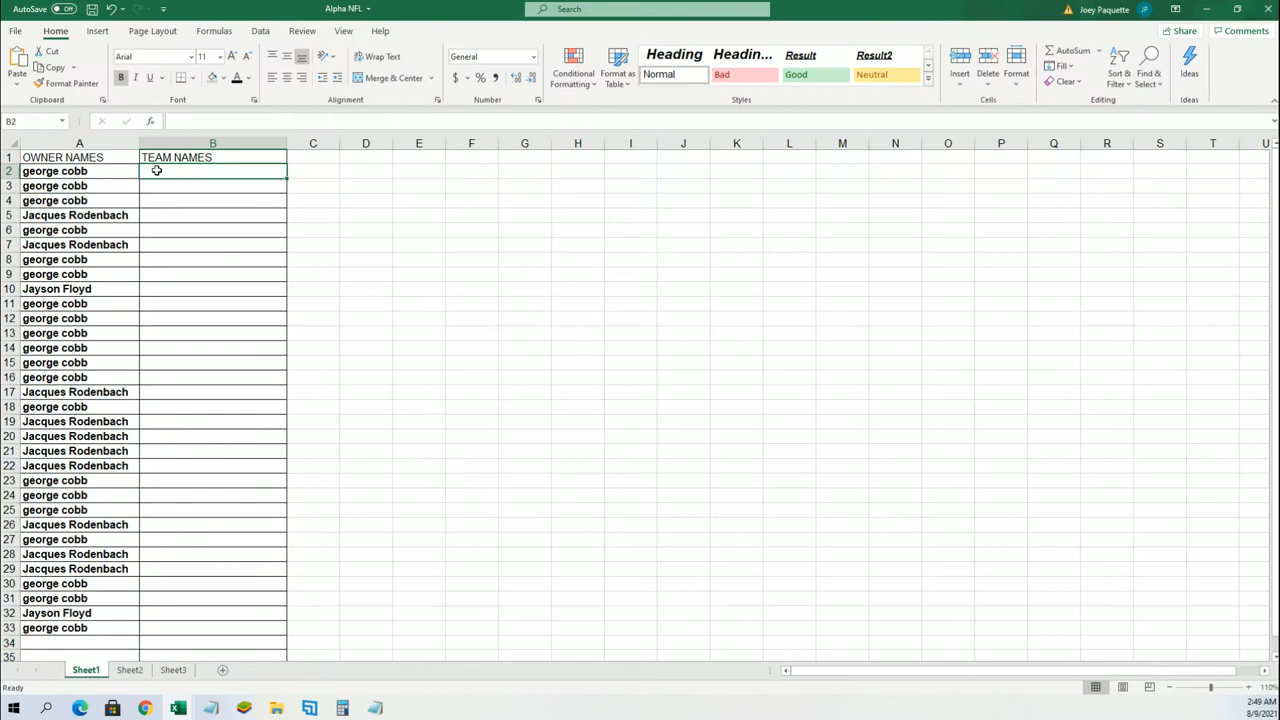 AutoSave Off Alpha NFL Search Joey Paquette JP
File Home Insert Page Layout Formulas Data Review View Help Share Comments
Paste Cut Copy Format Painter Clipboard
Arial 11 B I U Font
Wrap Text Merge & Center Alignment
General $ % Number
Conditional Formatting Format as Table
Heading Headin... Result Result2
Normal Bad Good Neutral Styles
Insert Delete Format Cells
AutoSum Fill Clear Sort & Filter Find & Select Editing
Ideas Ideas
B2 fx
A B C D E F G H I J K L M N O P Q R S T U
1 OWNER NAMES TEAM NAMES
2 george cobb
3 george cobb
4 george cobb
5 Jacques Rodenbach
6 george cobb
7 Jacques Rodenbach
8 george cobb
9 george cobb
10 Jayson Floyd
11 george cobb
12 george cobb
13 george cobb
14 george cobb
15 george cobb
16 george cobb
17 Jacques Rodenbach
18 george cobb
19 Jacques Rodenbach
20 Jacques Rodenbach
21 Jacques Rodenbach
22 Jacques Rodenbach
23 george cobb
24 george cobb
25 george cobb
26 Jacques Rodenbach
27 george cobb
28 Jacques Rodenbach
29 Jacques Rodenbach
30 george cobb
31 george cobb
32 Jayson Floyd
33 george cobb
34
35
Sheet1 Sheet2 Sheet3
Ready 110%
2:49 AM
8/9/2021